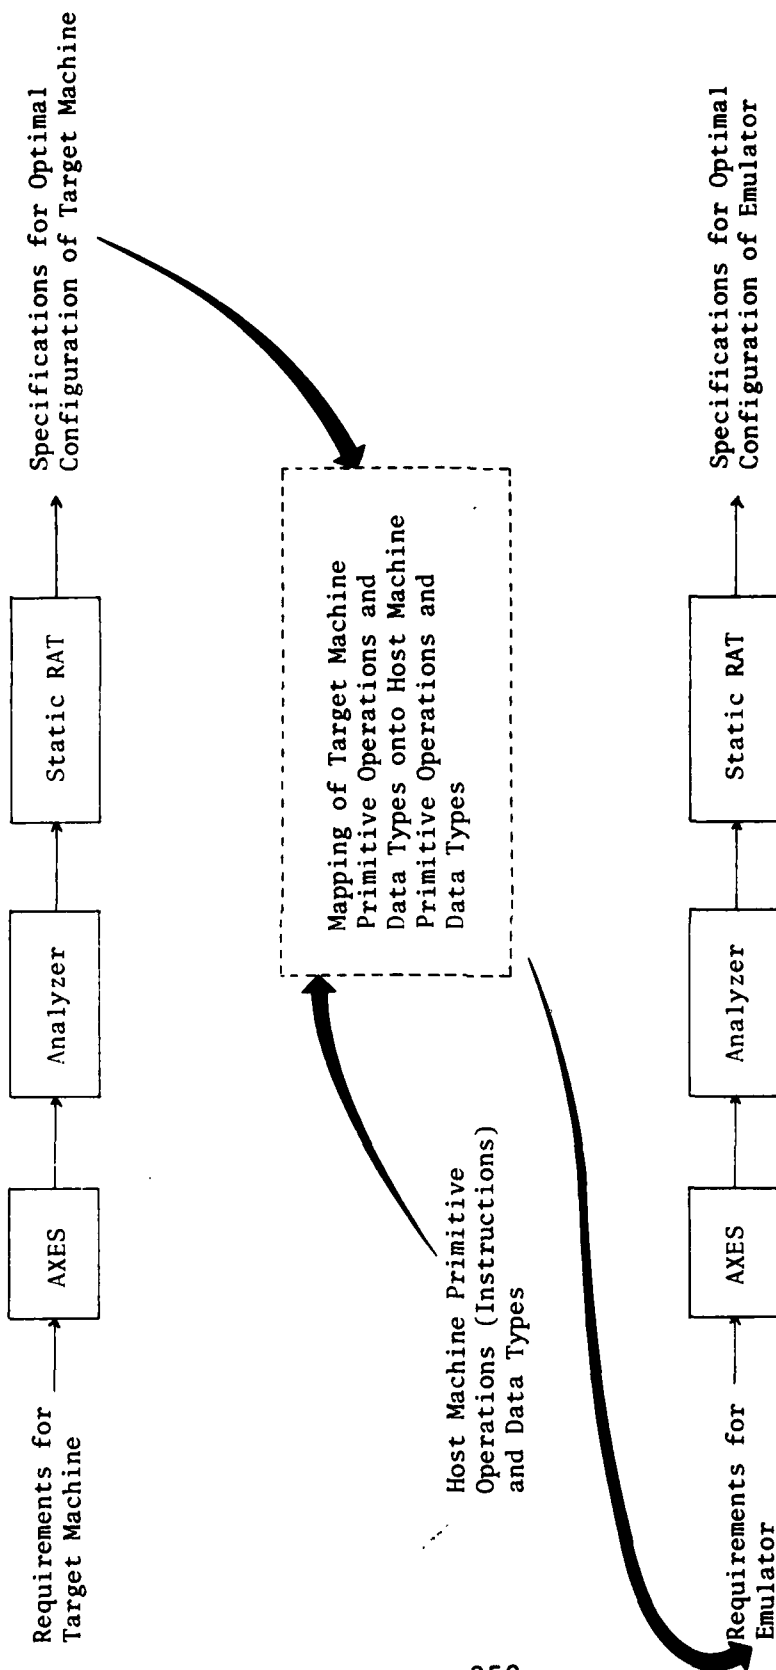 Requirements for
Target Machine
AXES
Analyzer
Static RAT
Specifications for Optimal
Configuration of Target Machine
Mapping of Target Machine
Primitive Operations and
Data Types onto Host Machine
Primitive Operations and
Data Types
Host Machine Primitive
Operations (Instructions)
and Data Types
Requirements for
Emulator
AXES
Analyzer
Static RAT
Specifications for Optimal
Configuration of Emulator